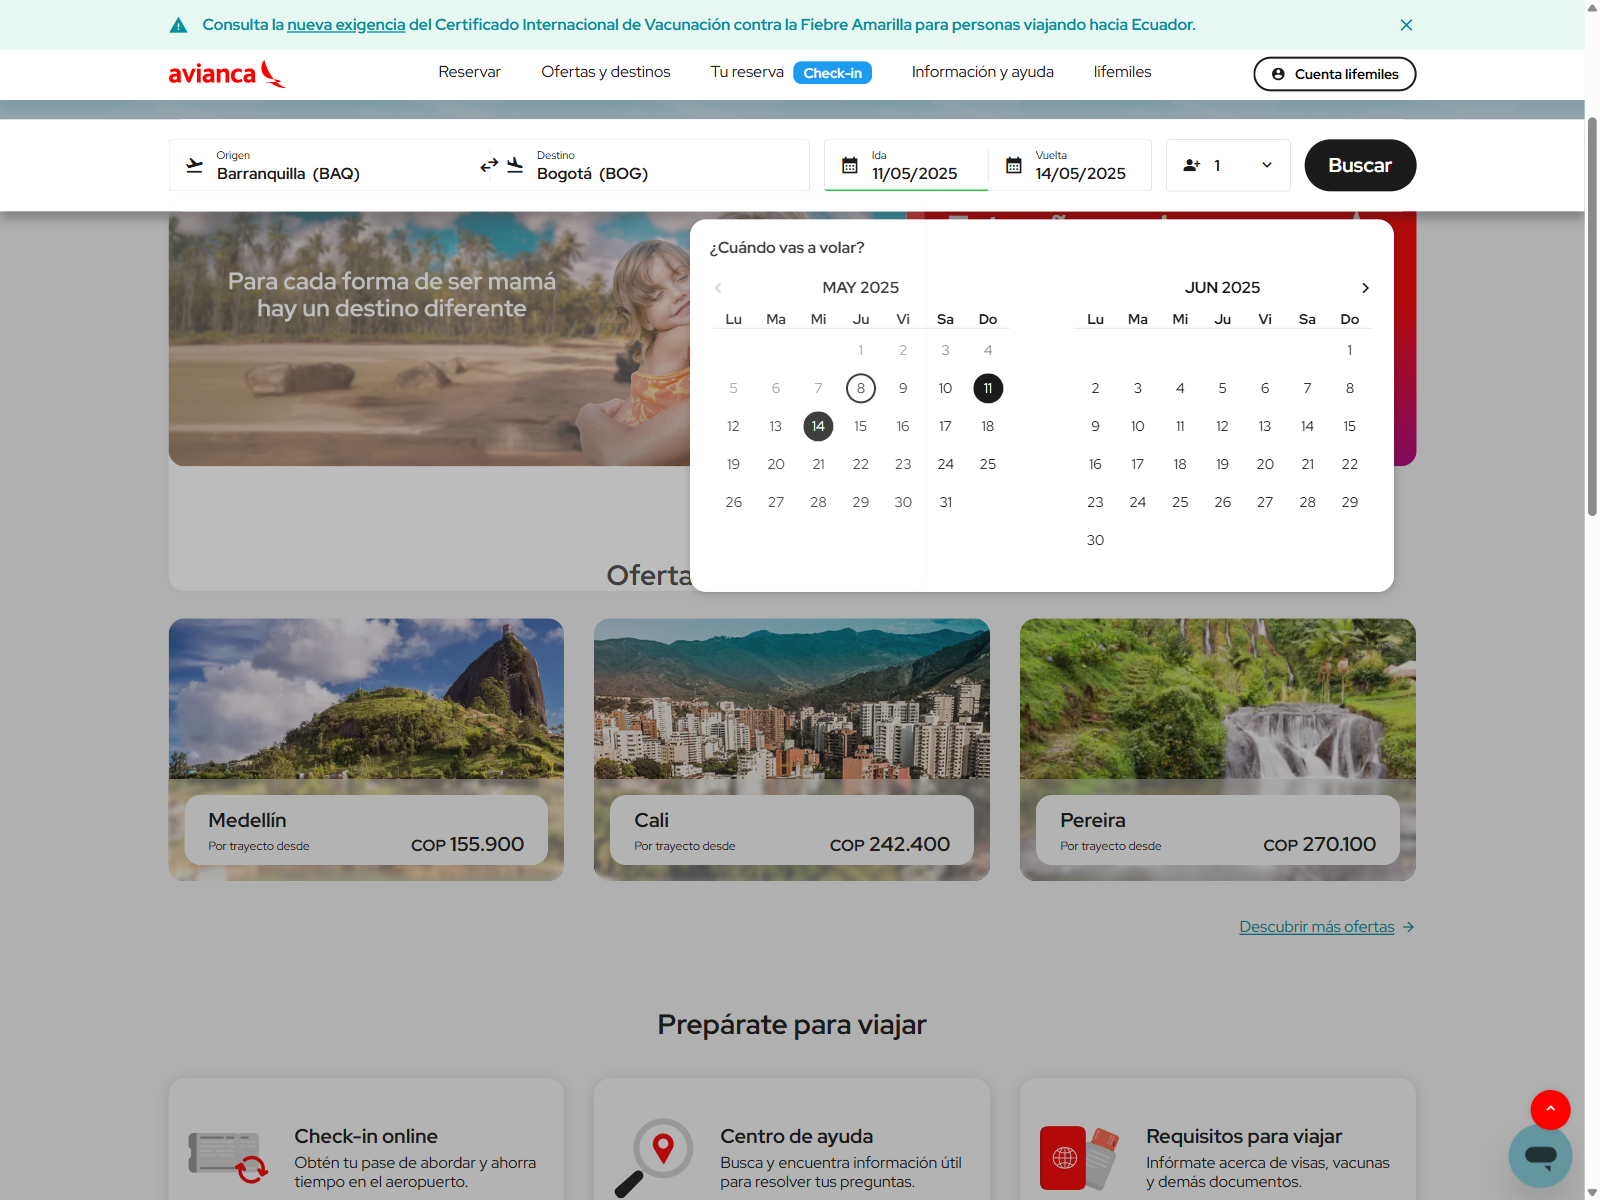 Consulta la nueva exigencia del Certificado Internacional de Vacunación contra la Fiebre Amarilla para personas viajando hacia Ecuador.
avianca
Reservar
Ofertas y destinos
Tu reserva
Check-in
Información y ayuda
lifemiles
Cuenta lifemiles
Origen
Barranquilla (BAQ)
Destino
Bogotá (BOG)
Ida
11/05/2025
Vuelta
14/05/2025
1
Buscar
Para cada forma de ser mamá
hay un destino diferente
¿Cuándo vas a volar?
MAY 2025
Lu Ma Mi Ju Vi Sa Do
1 2 3 4
5 6 7 8 9 10 11
12 13 14 15 16 17 18
19 20 21 22 23 24 25
26 27 28 29 30 31
JUN 2025
Lu Ma Mi Ju Vi Sa Do
1
2 3 4 5 6 7 8
9 10 11 12 13 14 15
16 17 18 19 20 21 22
23 24 25 26 27 28 29
30
Medellín
Por trayecto desde
COP 155.900
Cali
Por trayecto desde
COP 242.400
Pereira
Por trayecto desde
COP 270.100
Descubrir más ofertas
Prepárate para viajar
Check-in online
Obtén tu pase de abordar y ahorra
tiempo en el aeropuerto.
Centro de ayuda
Busca y encuentra información útil
para resolver tus preguntas.
Requisitos para viajar
Infórmate acerca de visas, vacunas
y demás documentos.